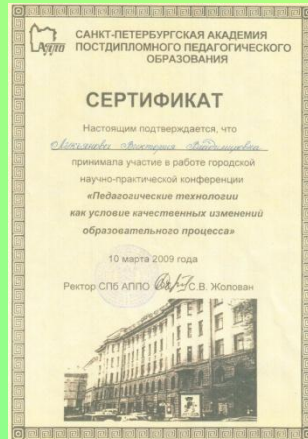 АППО
САНКТ-ПЕТЕРБУРГСКАЯ АКАДЕМИЯ
ПОСТДИПЛОМНОГО ПЕДАГОГИЧЕСКОГО
ОБРАЗОВАНИЯ
СЕРТИФИКАТ
Настоящим подтверждается, что
Виктория
принимала участие в работе городской
научно-практической конференции
«Педагогические технологии
как условие качественных изменений
образовательного процесса»
10 марта 2009 года
Ректор СПб АППО С.В. Жолован